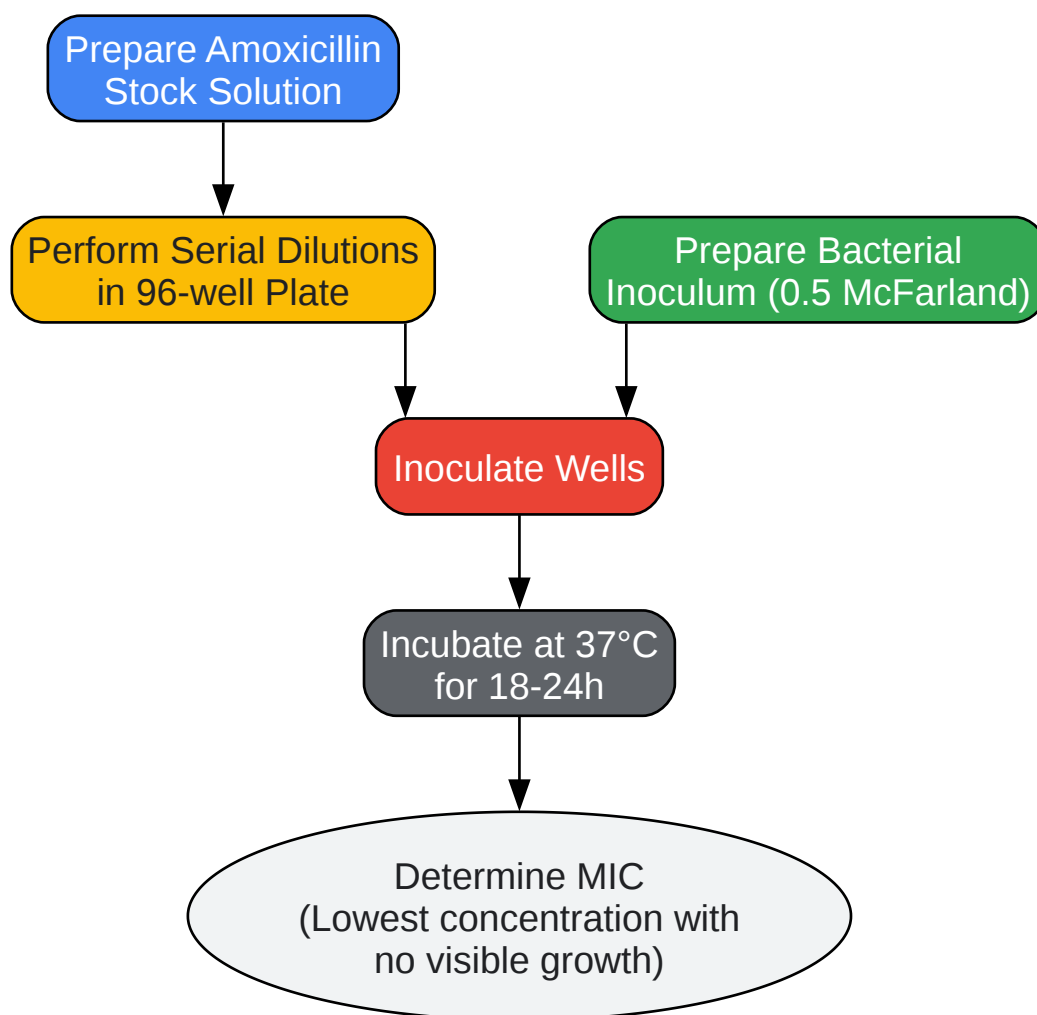 Prepare Amoxicillin
Stock Solution
Perform Serial Dilutions
in 96-well Plate
Prepare Bacterial
Inoculum (0.5 McFarland)
Inoculate Wells
Incubate at 37°C
for 18-24h
Determine MIC
(Lowest concentration with
no visible growth)